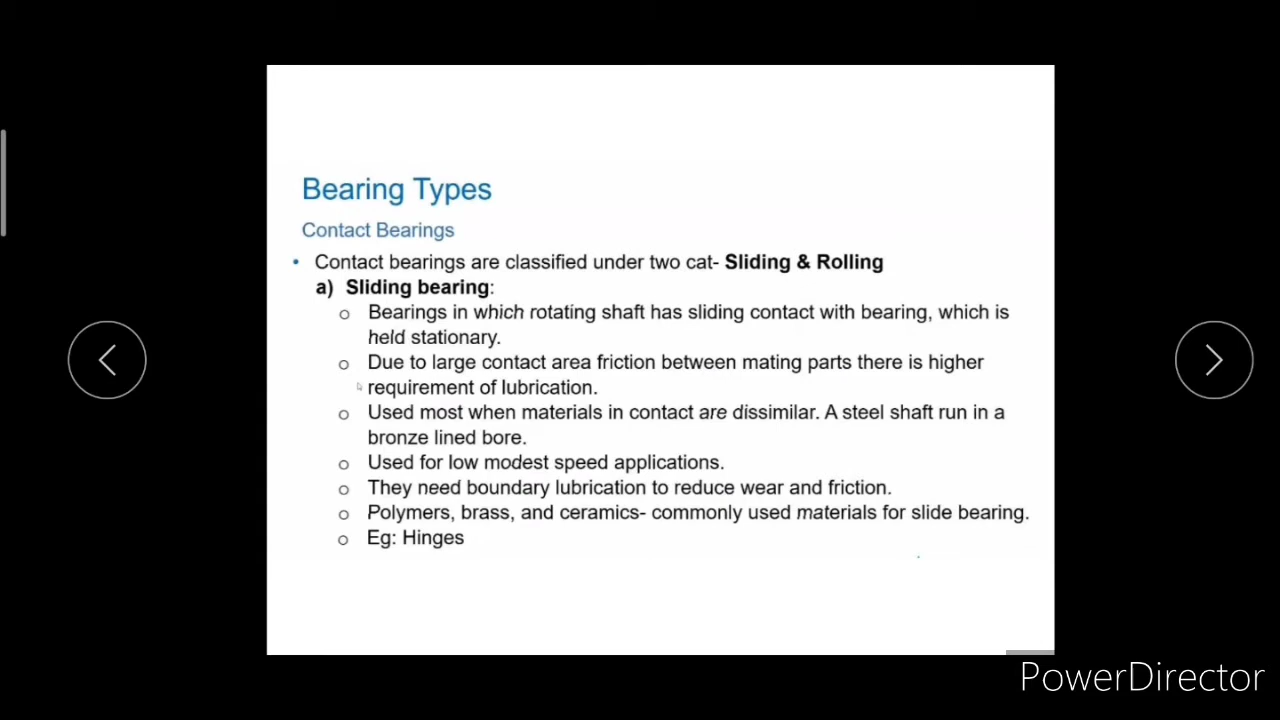 Bearing Types
Contact Bearings
• Contact bearings are classified under two cat- Sliding & Rolling
a) Sliding bearing:
o Bearings in which rotating shaft has sliding contact with bearing, which is
held stationary.
o Due to large contact area friction between mating parts there is higher
requirement of lubrication.
o Used most when materials in contact are dissimilar. A steel shaft run in a
bronze lined bore.
o Used for low modest speed applications.
o They need boundary lubrication to reduce wear and friction.
o Polymers, brass, and ceramics- commonly used materials for slide bearing.
o Eg: Hinges
PowerDirector